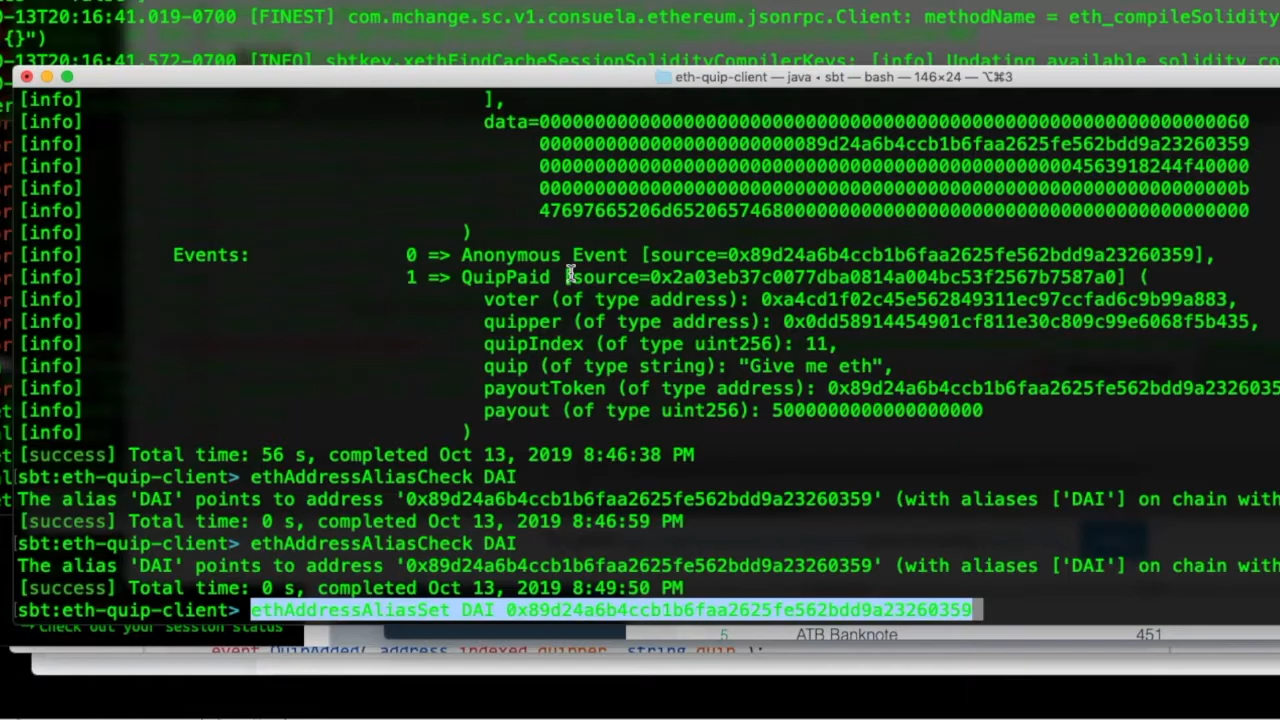 -13T20:16:41.019-0700 [FINEST] com.mchange.sc.v1.consuela.ethereum.jsonrpc.Client: methodName = eth_compileSolidity
{}")
-13T20:16:41.572-0700 [INFO] sbtkey.xethFindCacheSessionSolidityCompilerKeys: [info] Updating available solidity co
eth-quip-client — java • sbt — bash — 146×24 — ⌥⌘3
[info] ],
[info] data=0000000000000000000000000000000000000000000000000000000000000060
[info] 00000000000000000000000089d24a6b4ccb1b6faa2625fe562bdd9a23260359
[info] 0000000000000000000000000000000000000000000000004563918244f40000
[info] 000000000000000000000000000000000000000000000000000000000000000b
[info] 47697665206d6520657468000000000000000000000000000000000000000000
[info] )
[info] Events: 0 => Anonymous Event [source=0x89d24a6b4ccb1b6faa2625fe562bdd9a23260359],
[info] 1 => QuipPaid [source=0x2a03eb37c0077dba0814a004bc53f2567b7587a0] (
[info] voter (of type address): 0xa4cd1f02c45e562849311ec97ccfad6c9b99a883,
[info] quipper (of type address): 0x0dd58914454901cf811e30c809c99e6068f5b435,
[info] quipIndex (of type uint256): 11,
[info] quip (of type string): "Give me eth",
[info] payoutToken (of type address): 0x89d24a6b4ccb1b6faa2625fe562bdd9a2326035
[info] payout (of type uint256): 5000000000000000000
[info] )
[success] Total time: 56 s, completed Oct 13, 2019 8:46:38 PM
sbt:eth-quip-client> ethAddressAliasCheck DAI
The alias 'DAI' points to address '0x89d24a6b4ccb1b6faa2625fe562bdd9a23260359' (with aliases ['DAI'] on chain with
[success] Total time: 0 s, completed Oct 13, 2019 8:46:59 PM
sbt:eth-quip-client> ethAddressAliasCheck DAI
The alias 'DAI' points to address '0x89d24a6b4ccb1b6faa2625fe562bdd9a23260359' (with aliases ['DAI'] on chain with
[success] Total time: 0 s, completed Oct 13, 2019 8:49:50 PM
sbt:eth-quip-client> ethAddressAliasSet DAI 0x89d24a6b4ccb1b6faa2625fe562bdd9a23260359
→ Check out your session status
5 ATB Banknote 451
event QuipAdded( address indexed quipper, string quip );